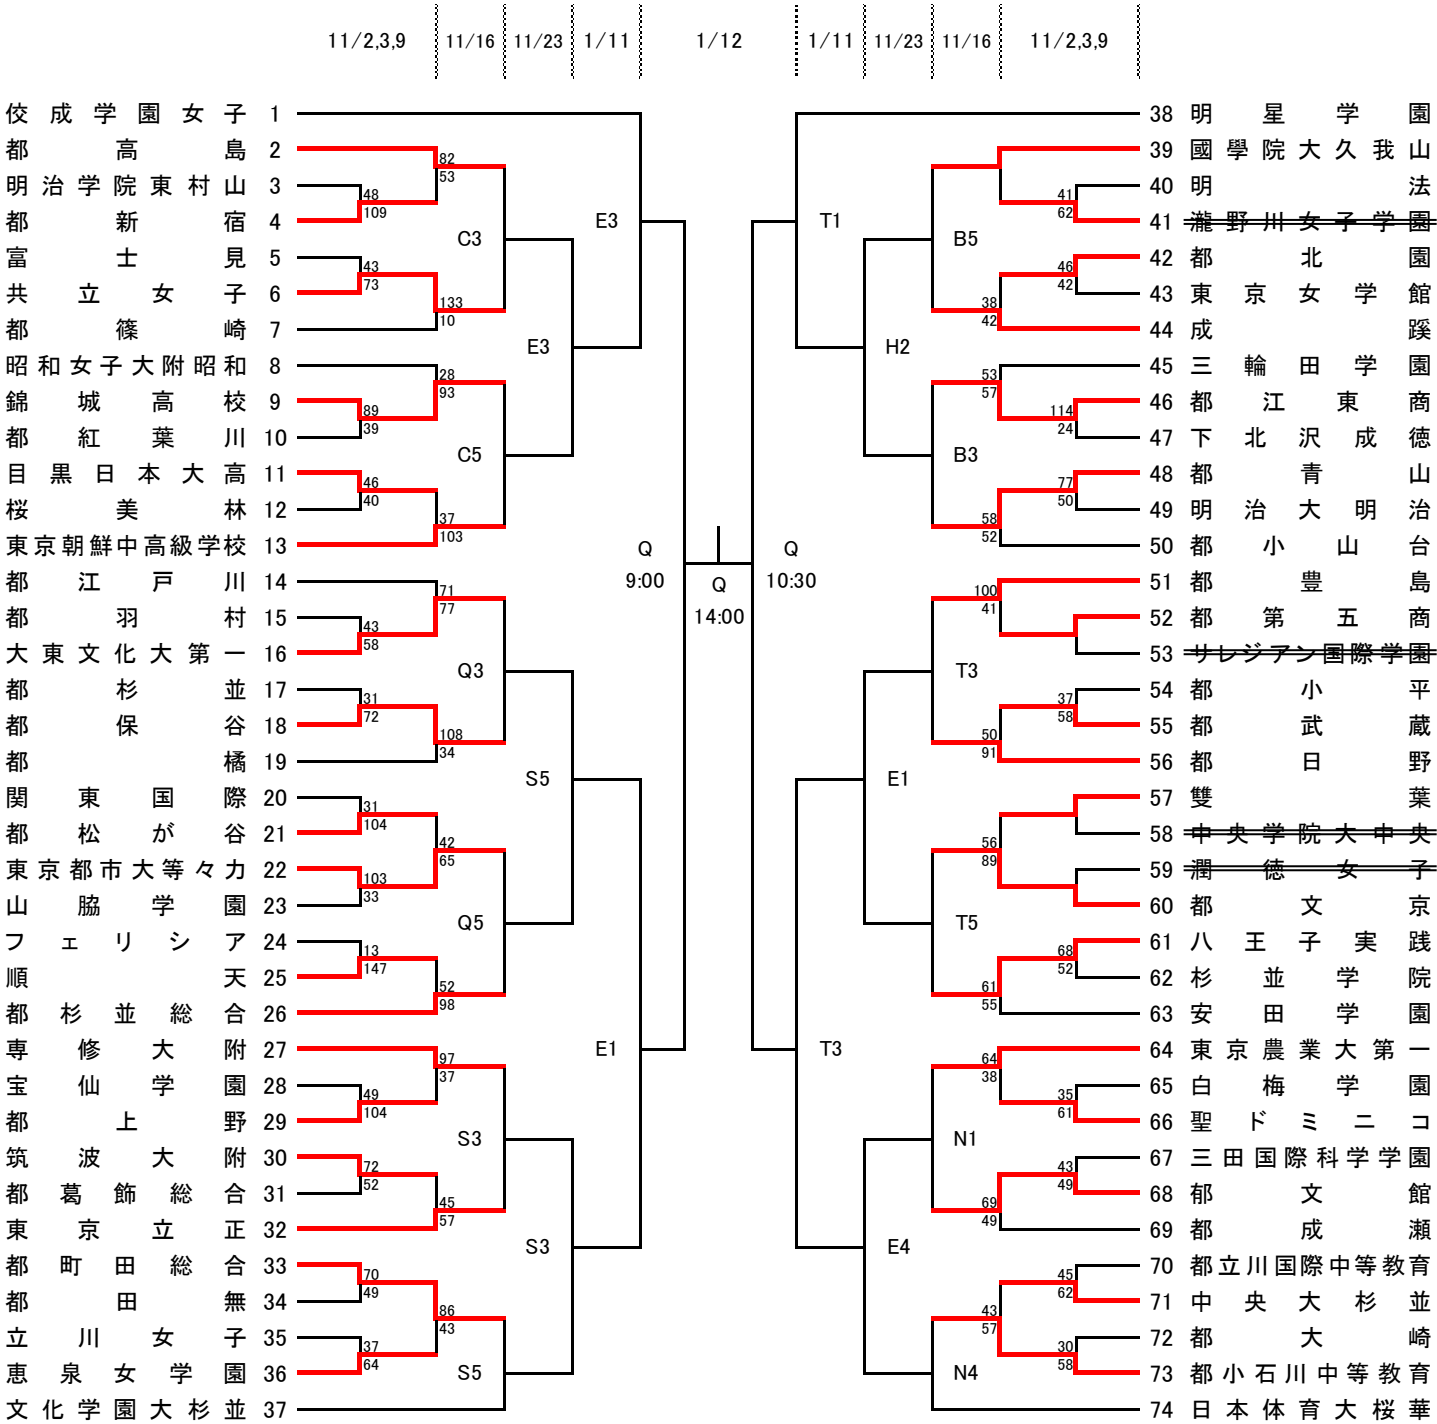 11/2,3,9 11/16 11/23 1/11 1/12 1/11 11/23 11/16 11/2,3,9
佼成学園女子 1
都高島 2
82
53
明治学院東村山 3
48
109
都新宿 4
C3
E3
富士見 5
43
73
共立女子 6
133
10
都篠崎 7
E3
昭和女子大附昭和 8
28
93
錦城高校 9
89
39
都紅葉川 10
C5
目黒日本大高 11
46
40
桜美林 12
37
103
東京朝鮮中高級学校 13
都江戸川 14
71
77
都羽村 15
43
58
大東文化大第一 16
Q3
都杉並 17
31
72
都保谷 18
108
34
都橘 19
S5
関東国際 20
31
104
都松が谷 21
42
65
東京都市大等々力 22
103
33
山脇学園 23
Q5
フェリシア 24
13
147
順天 25
52
98
都杉並総合 26
専修大附 27
E1
97
37
宝仙学園 28
49
104
都上野 29
S3
筑波大附 30
72
52
都葛飾総合 31
45
57
東京立正 32
S3
都町田総合 33
70
49
都田無 34
86
43
立川女子 35
37
64
恵泉女学園 36
S5
文化学園大杉並 37
Q
9:00
Q
14:00
Q
10:30
38 明星学園
39 國學院大久我山
40 明法
41
62
41 瀧野川女子学園
T1
B5
42 都北園
46
42
43 東京女学館
38
42
44 成蹊
H2
45 三輪田学園
53
57
46 都江東商
114
24
47 下北沢成徳
B3
48 都青山
77
50
49 明治大明治
58
52
50 都小山台
51 都豊島
100
41
52 都第五商
53 サレジアン国際学園
T3
54 都小平
37
58
55 都武蔵
50
91
56 都日野
E1
57 雙葉
58 中央学院大中央
56
89
59 潤徳女子
60 都文京
T5
61 八王子実践
68
52
62 杉並学院
61
55
63 安田学園
T3
64 東京農業大第一
64
38
65 白梅学園
35
61
66 聖ドミニコ
N1
67 三田国際科学学園
43
49
68 郁文館
69
49
69 都成瀬
E4
70 都立川国際中等教育
45
62
71 中央大杉並
43
57
72 都大崎
30
58
73 都小石川中等教育
N4
74 日本体育大桜華